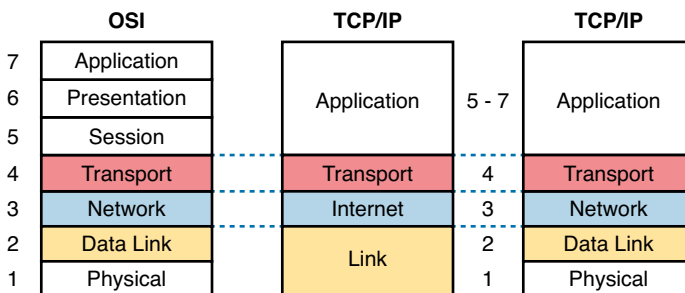 OSI TCP/IP TCP/IP
7 Application
6 Presentation Application 5 - 7 Application
5 Session
4 Transport Transport 4 Transport
3 Network Internet 3 Network
2 Data Link Link 2 Data Link
1 Physical 1 Physical